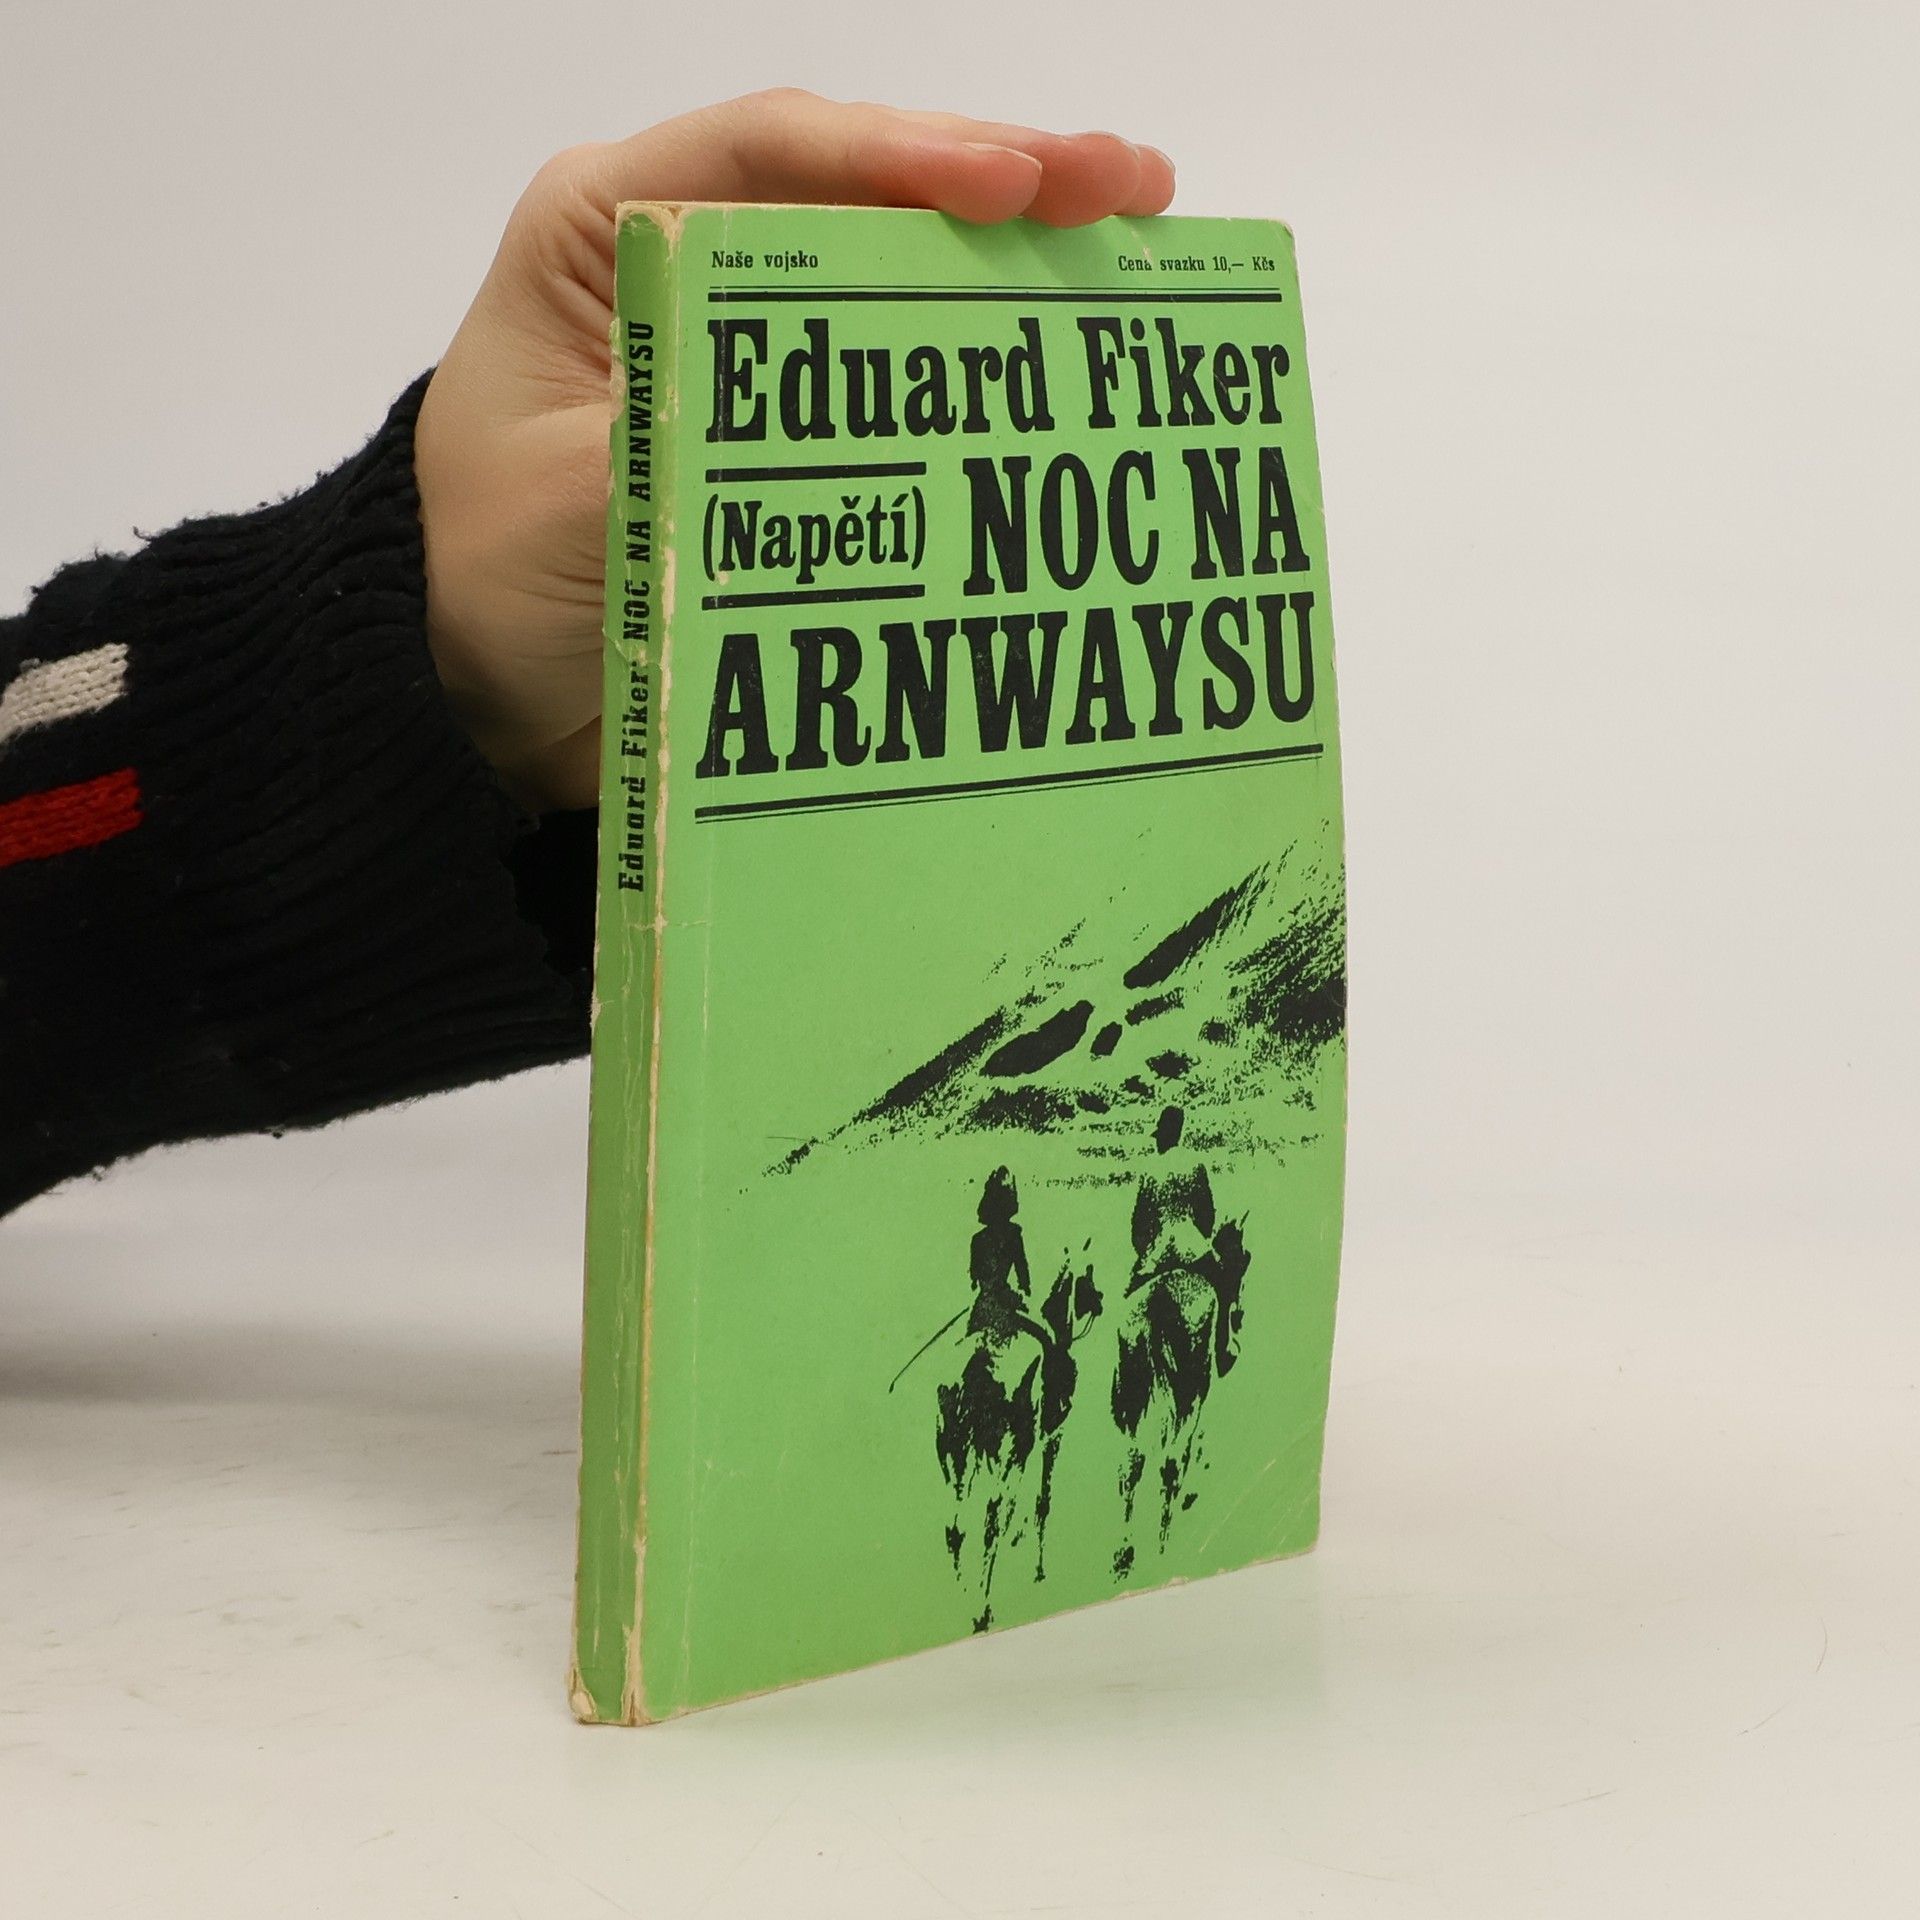 Naše vojsko
Cena svazku 10,— Kčs
Eduard Fiker
(Napětí) NOC NA
ARNWAYSU
Eduard Fiker NOC NA ARNWAYSU